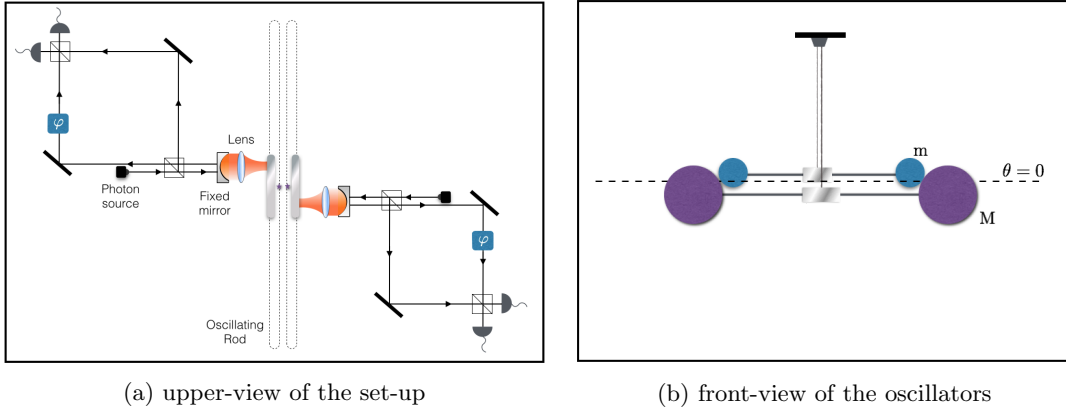 φ
Lens
Photon
source
Fixed
mirror
φ
Oscillating
Rod
(a) upper-view of the set-up
m
θ = 0
M
(b) front-view of the oscillators